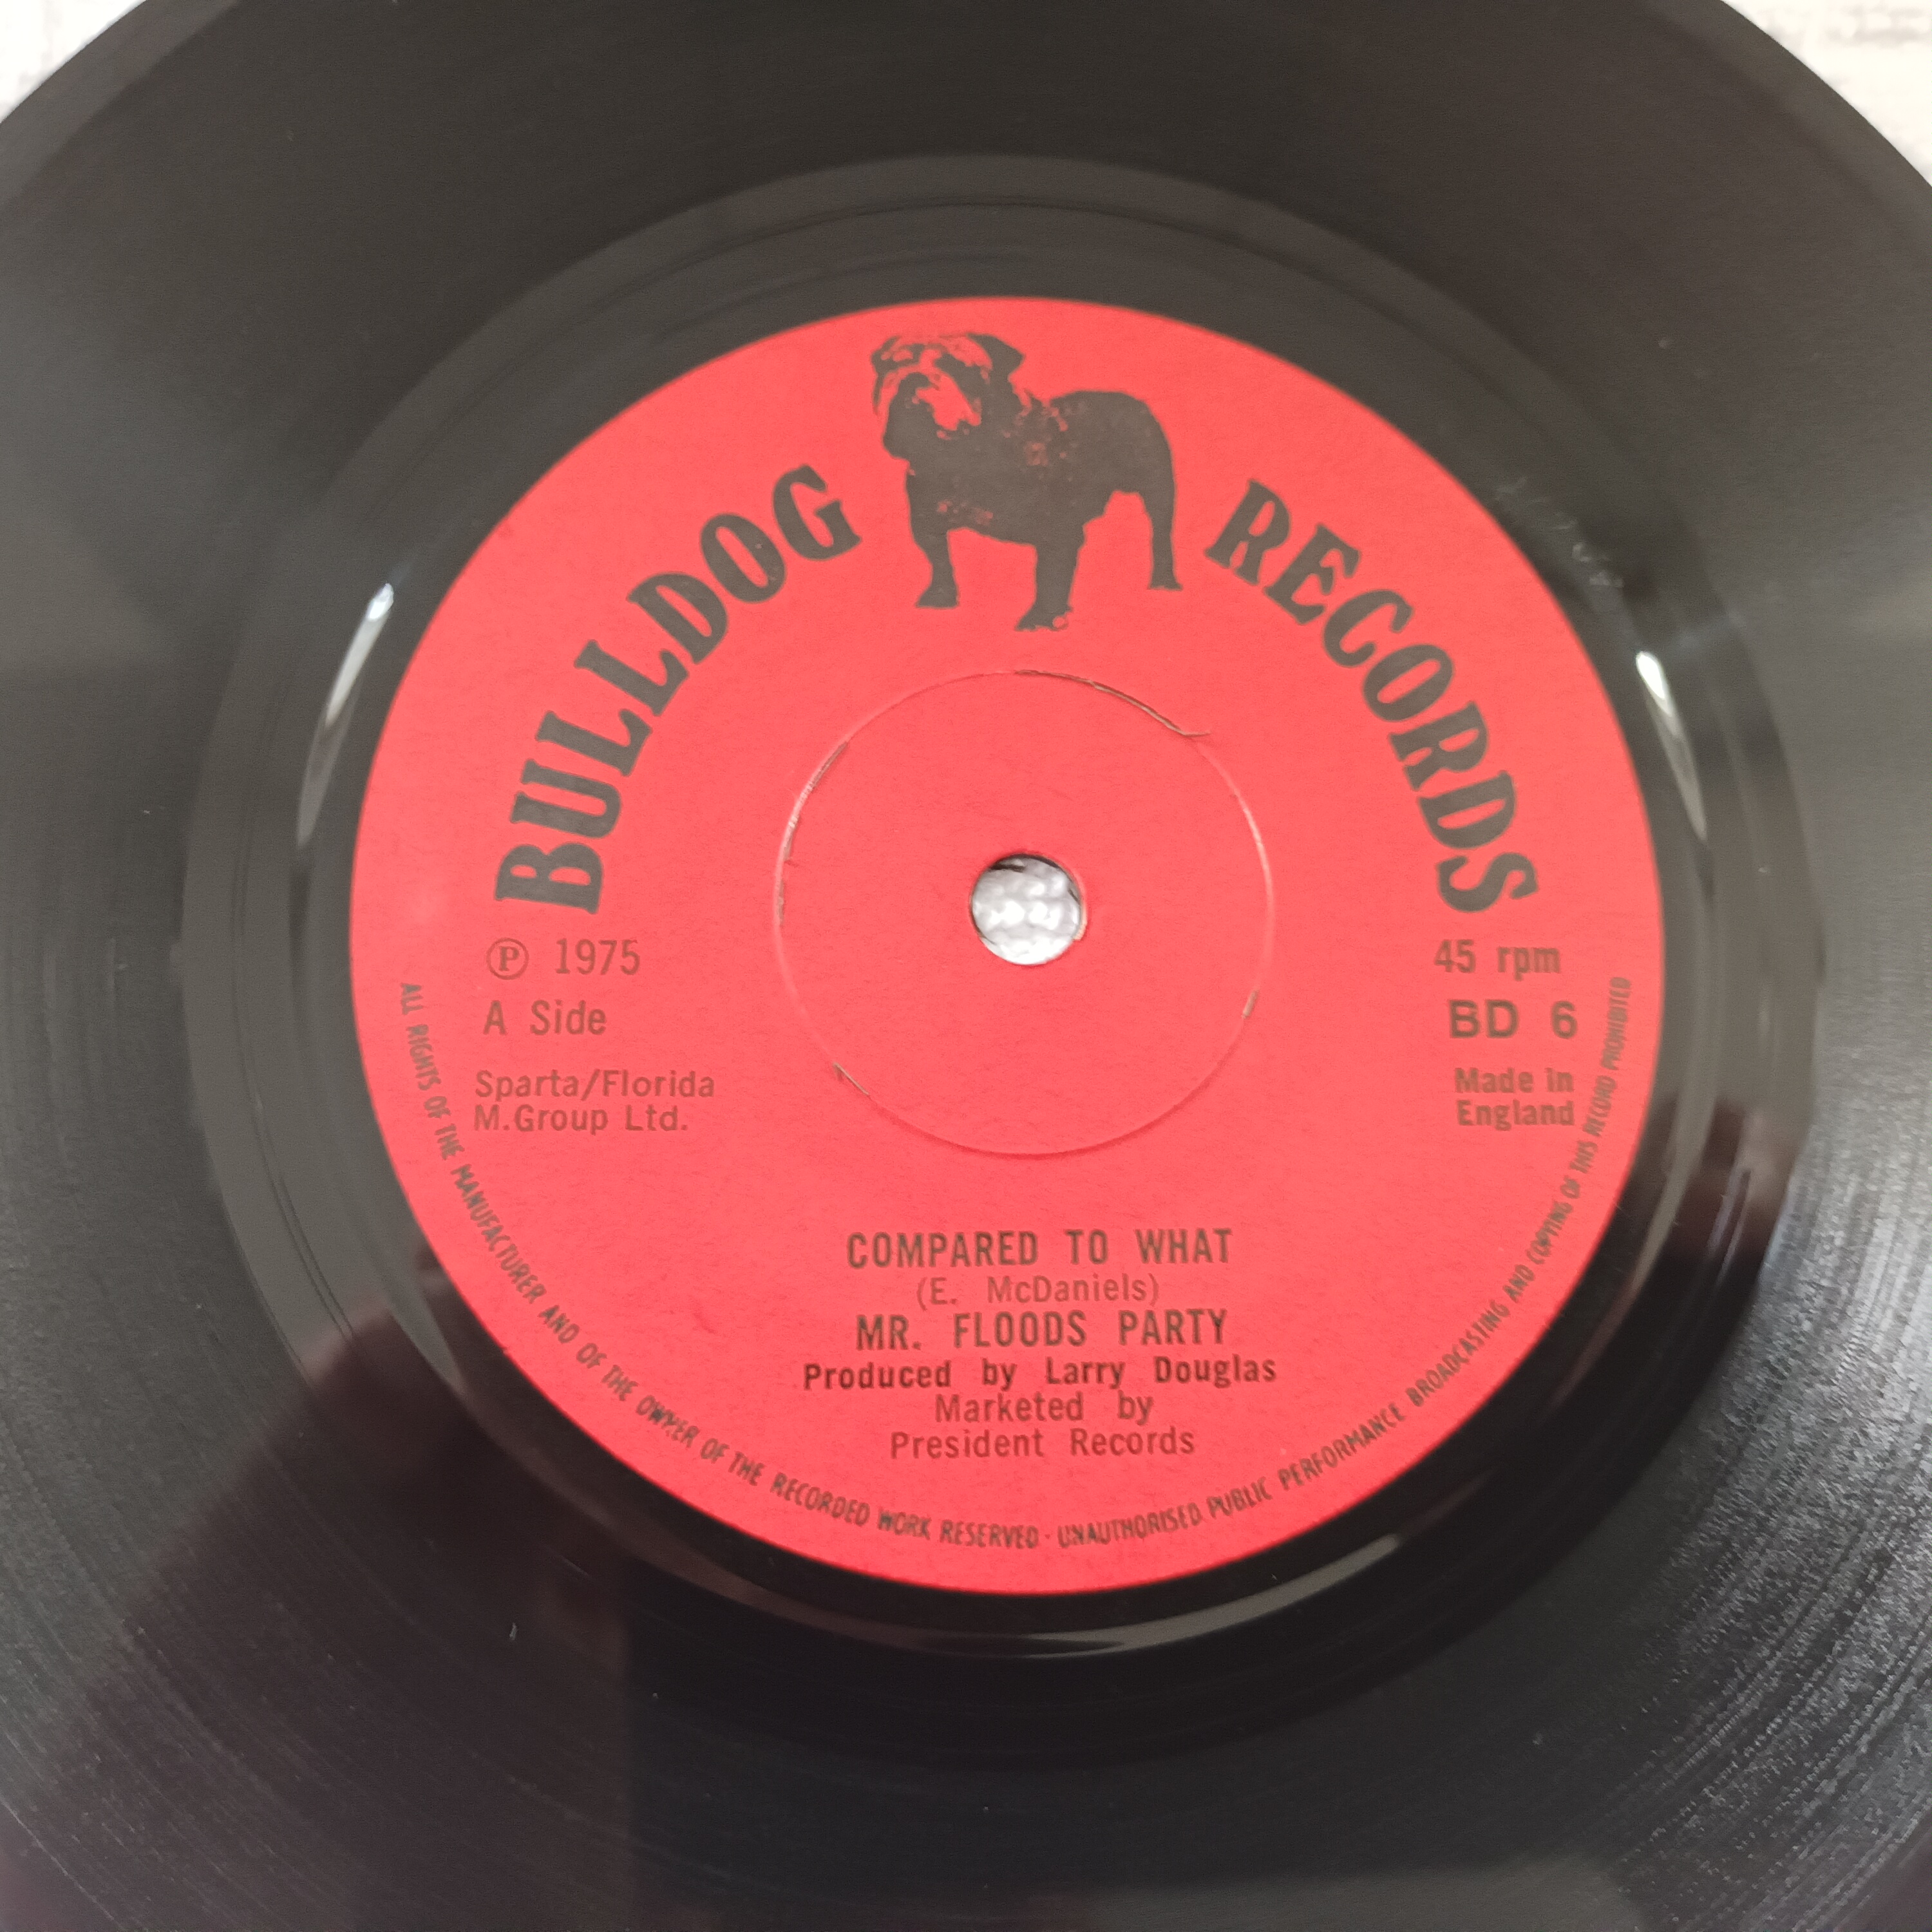 BULLDOG RECORDS
Ⓟ 1975
A Side
Sparta/Florida
M.Group Ltd.
45 rpm
BD 6
Made in
England
COMPARED TO WHAT
(E. McDaniels)
MR. FLOODS PARTY
Produced by Larry Douglas
Marketed by
President Records
ALL RIGHTS OF THE MANUFACTURER AND OF THE OWNER OF THE RECORDED WORK RESERVED · UNAUTHORISED PUBLIC PERFORMANCE BROADCASTING AND COPYING OF THIS RECORD PROHIBITED